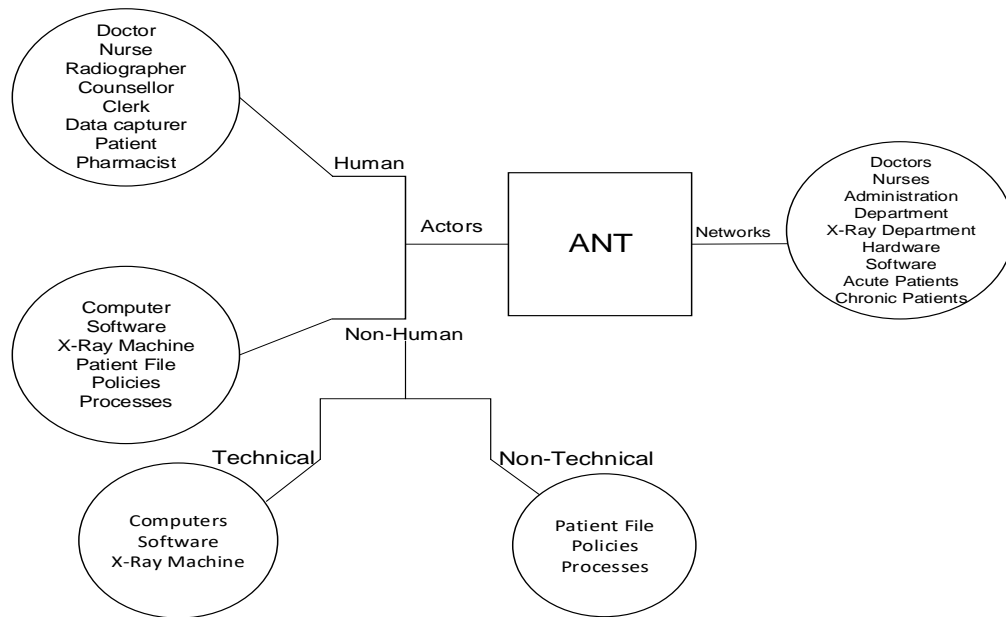 Doctor
Nurse
Radiographer
Counsellor
Clerk
Data capturer
Patient
Pharmacist
Human
Actors
ANT
Networks
Doctors
Nurses
Administration
Department
X-Ray Department
Hardware
Software
Acute Patients
Chronic Patients
Computer
Software
X-Ray Machine
Patient File
Policies
Processes
Non-Human
Technical
Non-Technical
Computers
Software
X-Ray Machine
Patient File
Policies
Processes